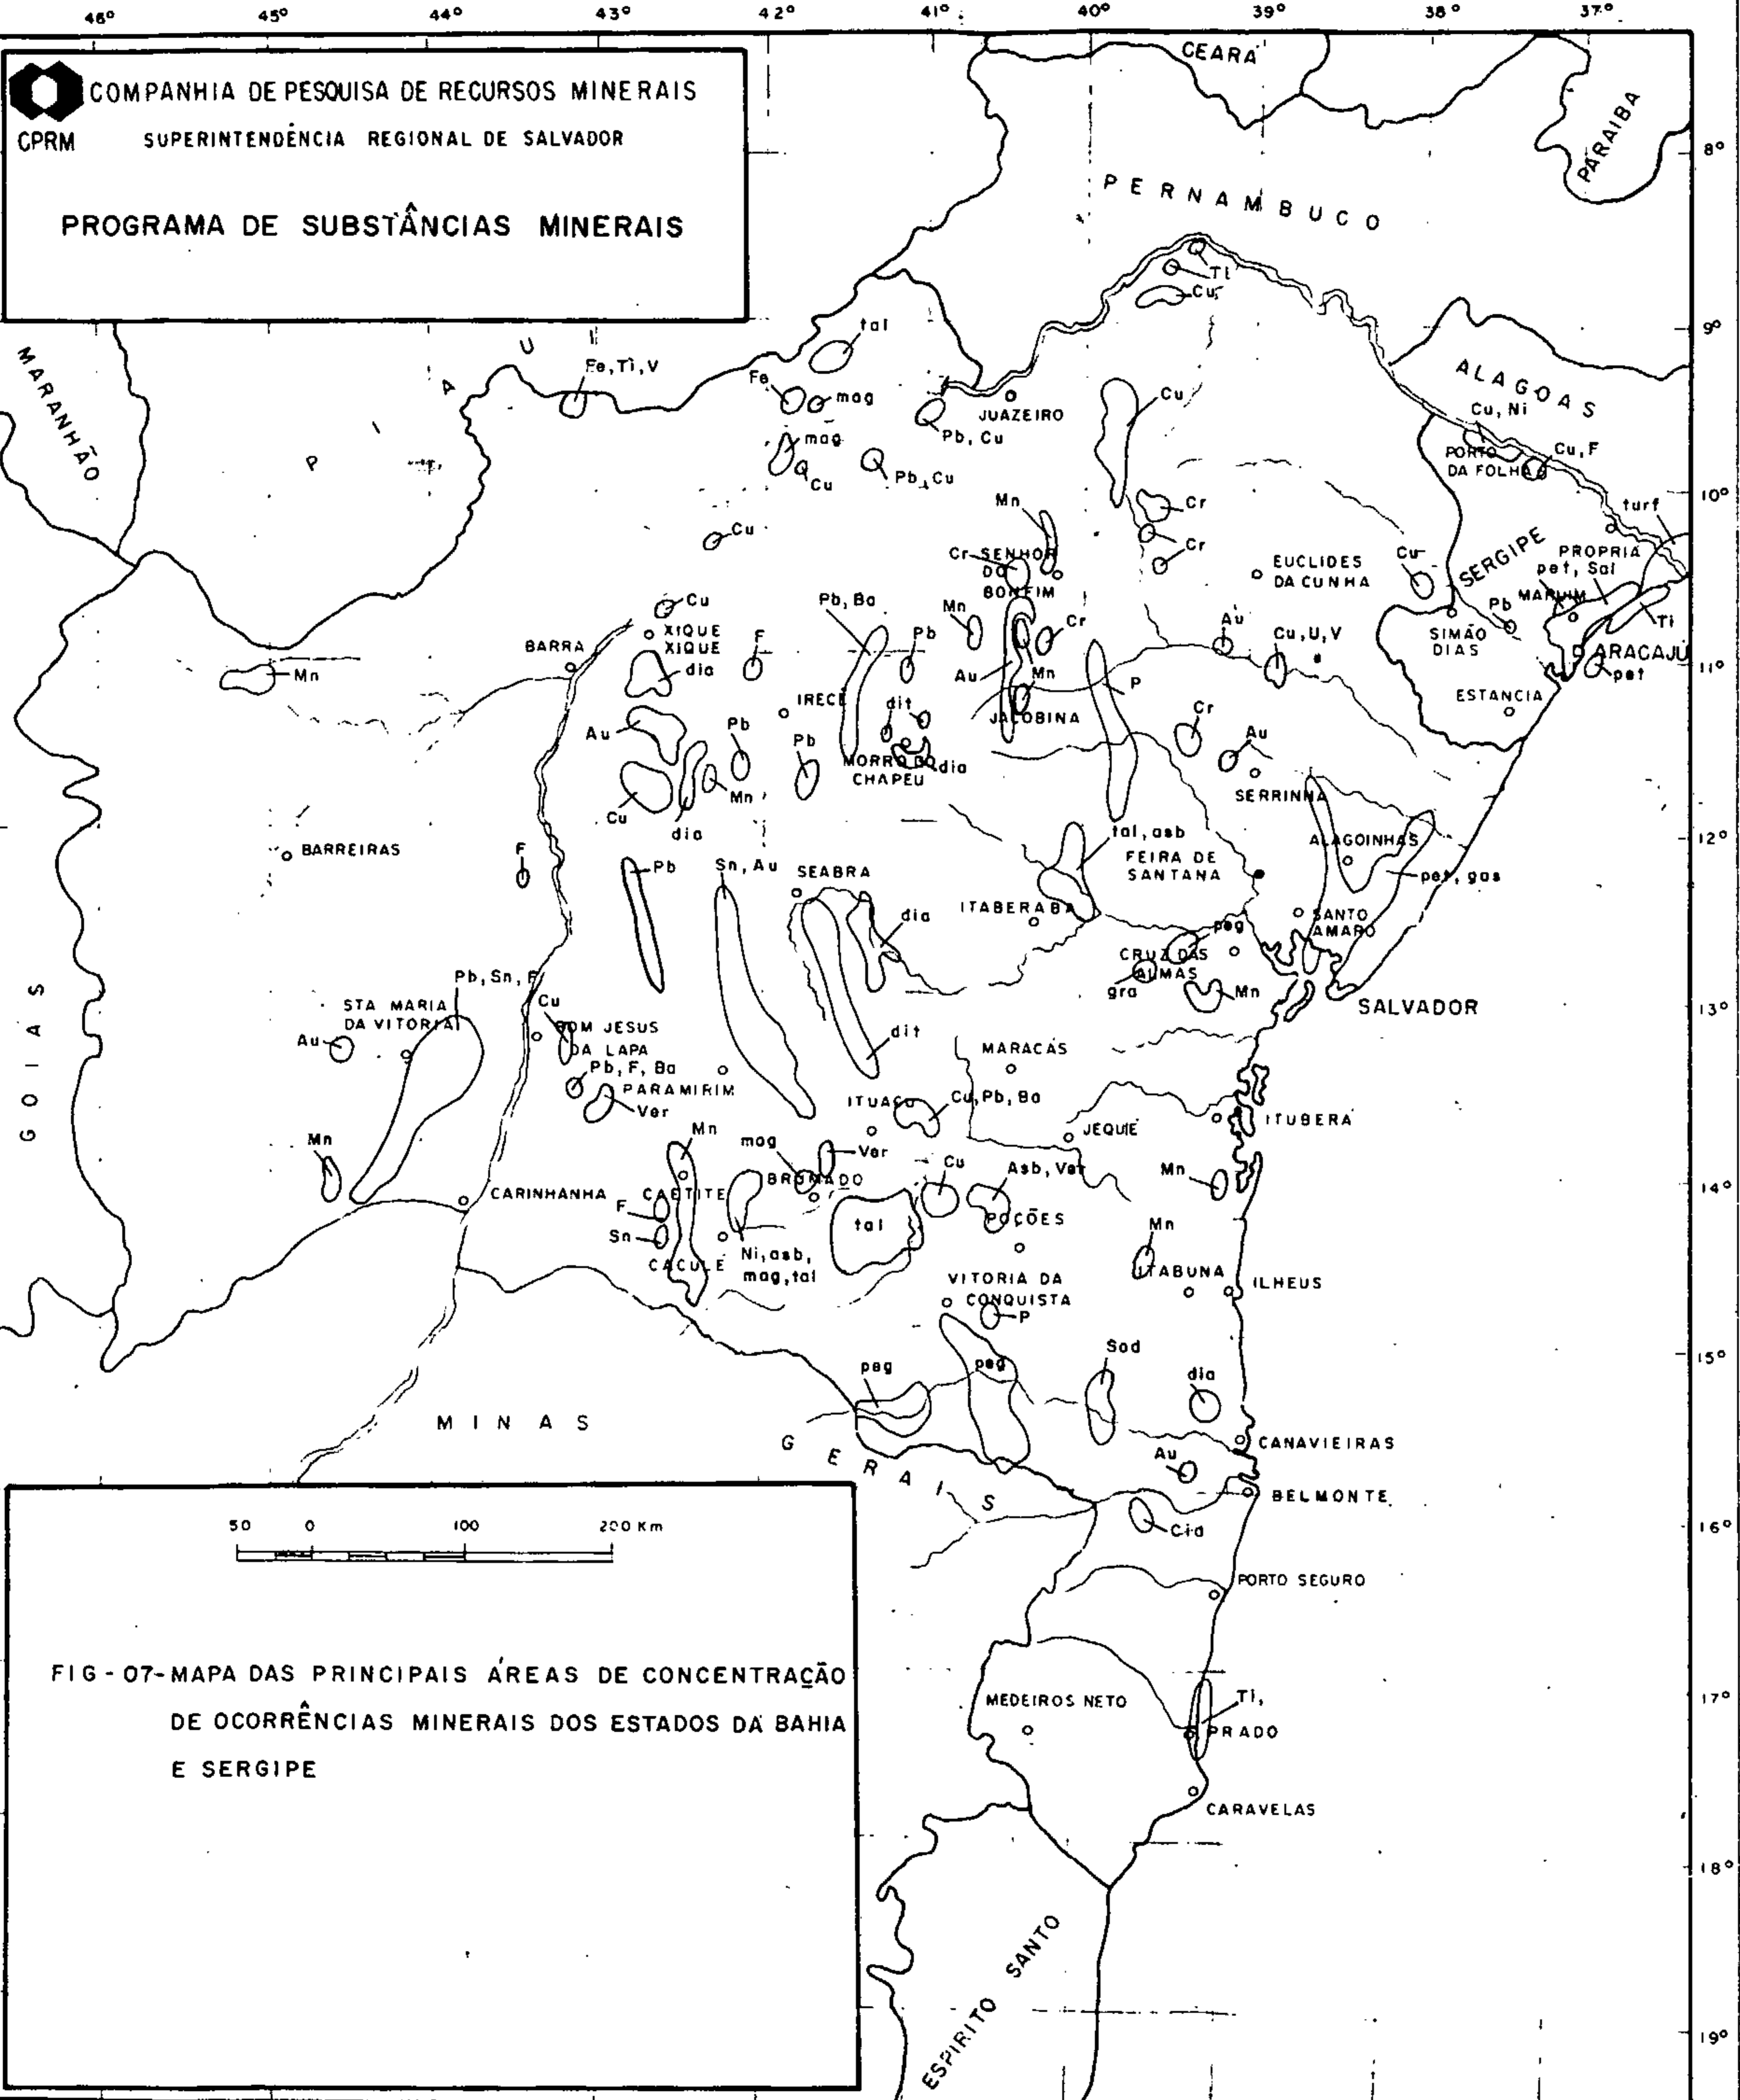 46° 45° 44° 43° 42° 41° 40° 39° 38° 37°
COMPANHIA DE PESQUISA DE RECURSOS MINERAIS
CPRM SUPERINTENDÊNCIA REGIONAL DE SALVADOR
PROGRAMA DE SUBSTÂNCIAS MINERAIS
CEARÁ
PARAIBA
8°
PERNAMBUCO
Ti
Cu
9°
tal
MARANHÃO
P I A U I
Fe, Ti, V
Fe
mag
JUAZEIRO
Pb, Cu
Cu
ALAGOAS
Cu, Ni
mag
Cu
Pb, Cu
PORTO
DA FOLHA
Cu, F
10°
Mn
Cr
turf
Cu
Cr
Cr
SENHOR
DO
BONFIM
EUCLIDES
DA CUNHA
Cu
SERGIPE
PROPRIA
pet, Sal
Cu
XIQUE
XIQUE
Pb, Ba
Mn
Cr
Au
Cu, U, V
Pb
MARUIM
Ti
BARRA
F
Pb
SIMÃO
DIAS
ARACAJÚ
11°
pet
Mn
dia
Au
Mn
P
IRECÊ
dit
JACOBINA
ESTANCIA
Au
Pb
Pb
Cr
Au
MORRO DO
CHAPEU
dia
Mn
SERRINHA
Cu
dia
12°
BARREIRAS
F
Pb
Sn, Au
SEABRA
tal, asb
FEIRA DE
SANTANA
ALAGOINHAS
pet, gas
ITABERABA
dia
SANTO
AMARO
peg
CRUZ DAS
ALMAS
gra
Mn
Pb, Sn, F
STA MARIA
DA VITORIA
Cu
SALVADOR
13°
Au
BOM JESUS
DA LAPA
dit
MARACÁS
Pb, F, Ba
PARAMIRIM
Ver
ITUAÇU
Cu, Pb, Ba
JEQUIÉ
ITUBERÁ
GOIAS
Mn
Mn
mag
Ver
Cu
Asb, Ver
Mn
14°
CARINHANHA
CAETITÉ
BRUMADO
F
tal
POÇÕES
Sn
Mn
CACULÉ
Ni, asb,
mag, tal
ITABUNA
ILHEUS
VITORIA DA
CONQUISTA
P
15°
peg
peg
Sod
dia
MINAS
GERAIS
CANAVIEIRAS
Au
BELMONTE
16°
Cia
50 0 100 200 Km
PORTO SEGURO
FIG - 07 - MAPA DAS PRINCIPAIS ÁREAS DE CONCENTRAÇÃO
DE OCORRÊNCIAS MINERAIS DOS ESTADOS DA BAHIA
E SERGIPE
17°
MEDEIROS NETO
Ti,
PRADO
CARAVELAS
18°
ESPIRITO SANTO
19°